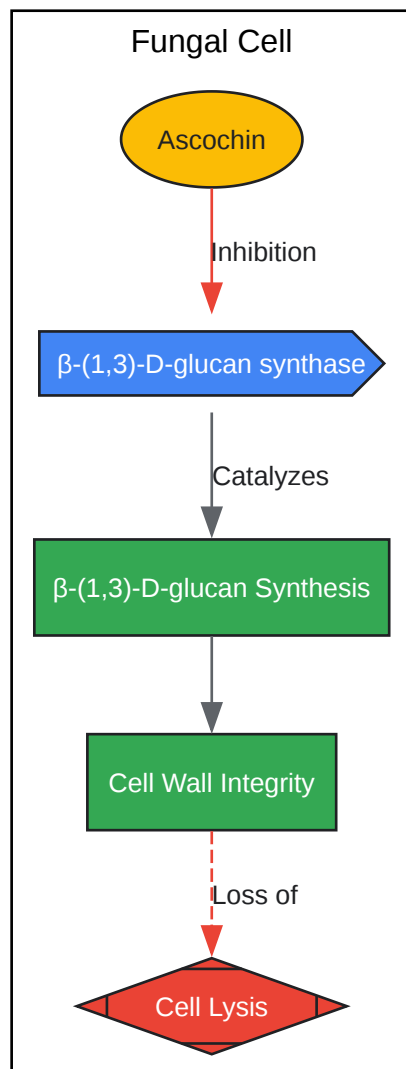 Fungal Cell
Ascochin
Inhibition
β-(1,3)-D-glucan synthase
Catalyzes
β-(1,3)-D-glucan Synthesis
Cell Wall Integrity
Loss of
Cell Lysis